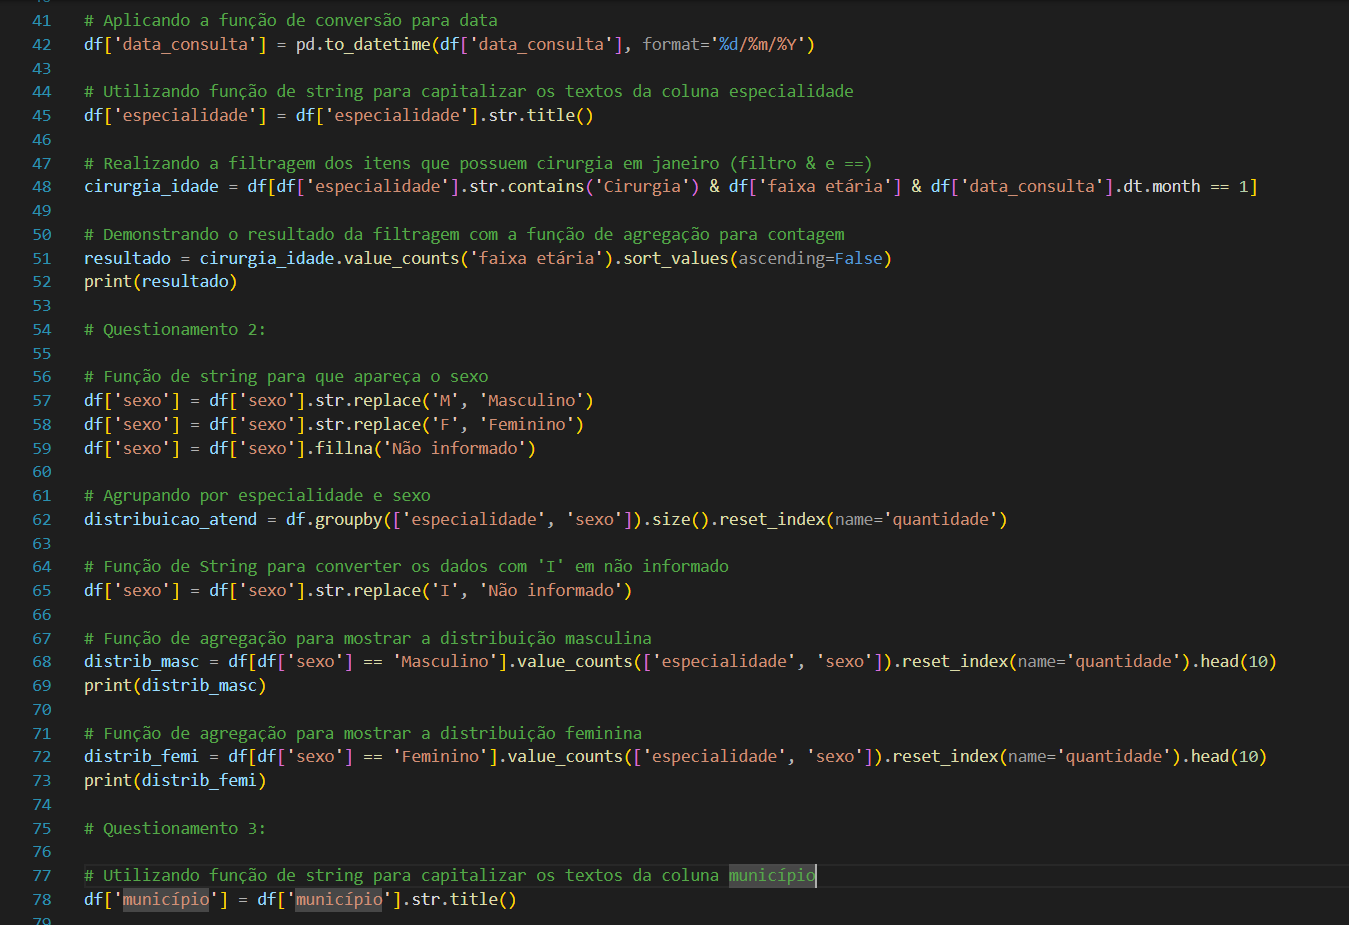 41 # Aplicando a função de conversão para data
42 df['data_consulta'] = pd.to_datetime(df['data_consulta'], format='%d/%m/%Y')
43
44 # Utilizando função de string para capitalizar os textos da coluna especialidade
45 df['especialidade'] = df['especialidade'].str.title()
46
47 # Realizando a filtragem dos itens que possuem cirurgia em janeiro (filtro & e ==)
48 cirurgia_idade = df[df['especialidade'].str.contains('Cirurgia') & df['faixa etária'] & df['data_consulta'].dt.month == 1]
49
50 # Demonstrando o resultado da filtragem com a função de agregação para contagem
51 resultado = cirurgia_idade.value_counts('faixa etária').sort_values(ascending=False)
52 print(resultado)
53
54 # Questionamento 2:
55
56 # Função de string para que apareça o sexo
57 df['sexo'] = df['sexo'].str.replace('M', 'Masculino')
58 df['sexo'] = df['sexo'].str.replace('F', 'Feminino')
59 df['sexo'] = df['sexo'].fillna('Não informado')
60
61 # Agrupando por especialidade e sexo
62 distribuicao_atend = df.groupby(['especialidade', 'sexo']).size().reset_index(name='quantidade')
63
64 # Função de String para converter os dados com 'I' em não informado
65 df['sexo'] = df['sexo'].str.replace('I', 'Não informado')
66
67 # Função de agregação para mostrar a distribuição masculina
68 distrib_masc = df[df['sexo'] == 'Masculino'].value_counts(['especialidade', 'sexo']).reset_index(name='quantidade').head(10)
69 print(distrib_masc)
70
71 # Função de agregação para mostrar a distribuição feminina
72 distrib_femi = df[df['sexo'] == 'Feminino'].value_counts(['especialidade', 'sexo']).reset_index(name='quantidade').head(10)
73 print(distrib_femi)
74
75 # Questionamento 3:
76
77 # Utilizando função de string para capitalizar os textos da coluna município
78 df['município'] = df['município'].str.title()